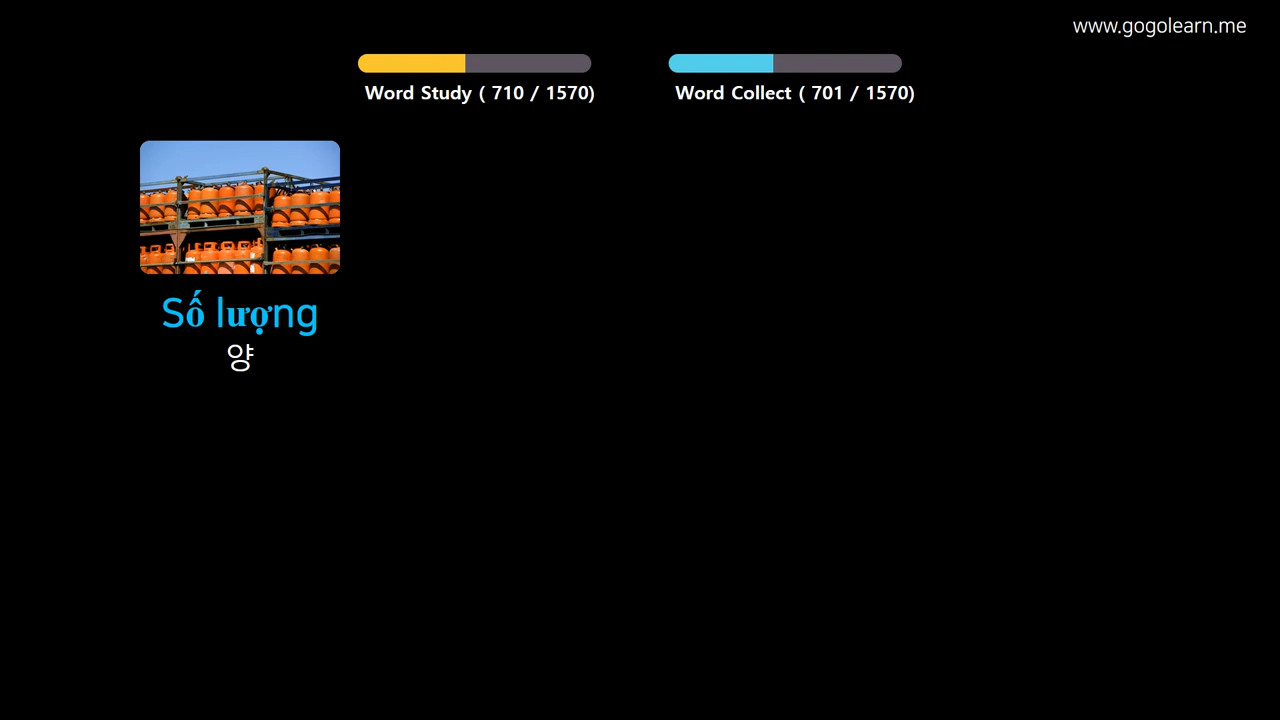 www.gogolearn.me
Word Study ( 710 / 1570)
Word Collect ( 701 / 1570)
Số lượng
양